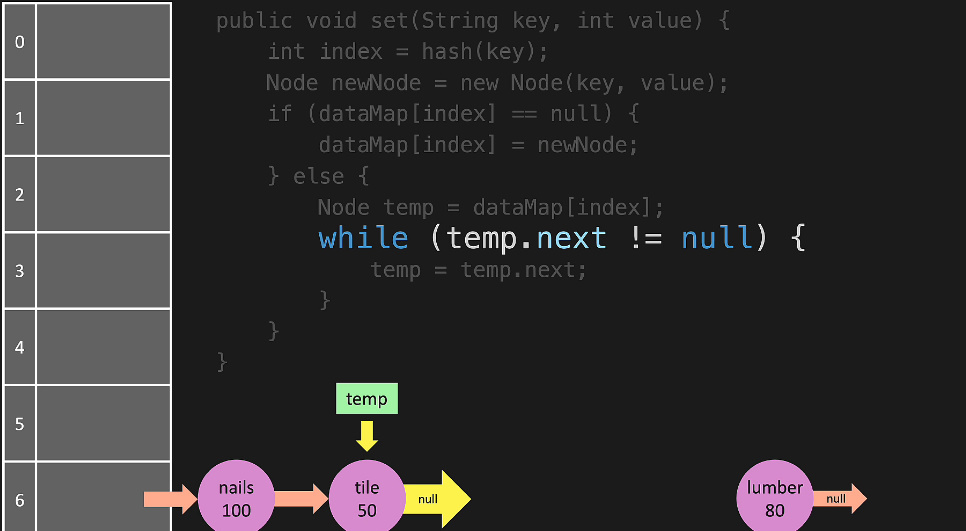 public void set(String key, int value) {
int index = hash(key);
Node newNode = new Node(key, value);
if (dataMap[index] == null) {
dataMap[index] = newNode;
} else {
Node temp = dataMap[index];
while (temp.next != null) {
temp = temp.next;
}
}
}
0
1
2
3
4
5
6
temp
nails
100
tile
50
null
lumber
80
null